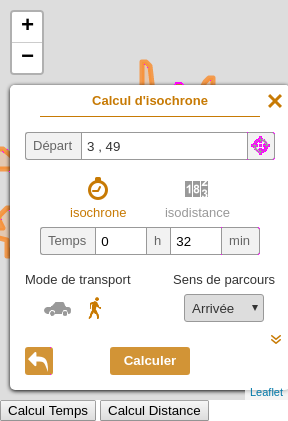 +
−
Calcul d'isochrone
Départ 3 , 49
isochrone isodistance
Temps 0 h 32 min
Mode de transport Sens de parcours
Arrivée
Calculer
Leaflet
Calcul Temps Calcul Distance